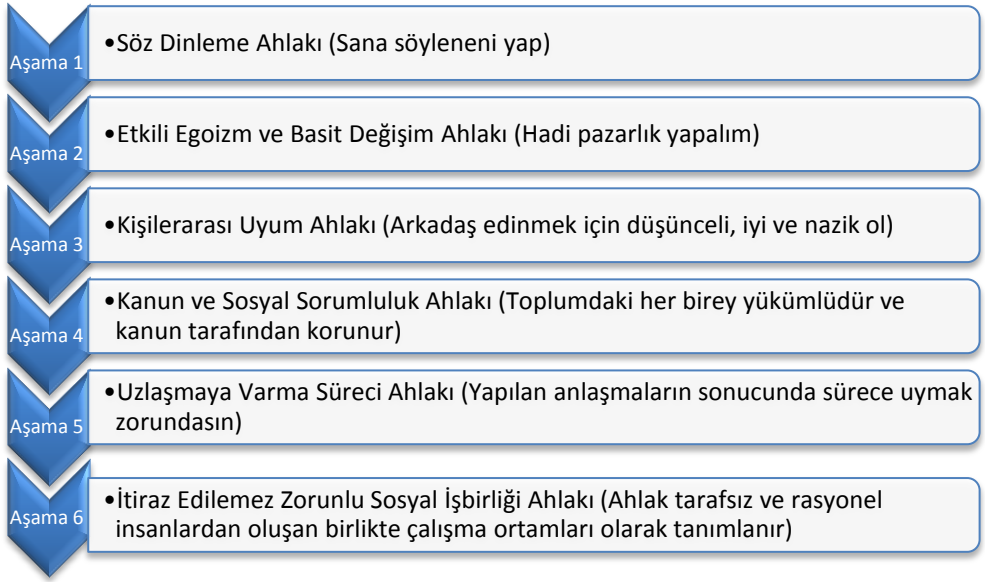 Aşama 1
•Söz Dinleme Ahlakı (Sana söyleneni yap)
Aşama 2
•Etkili Egoizm ve Basit Değişim Ahlakı (Hadi pazarlık yapalım)
Aşama 3
•Kişilerarası Uyum Ahlakı (Arkadaş edinmek için düşünceli, iyi ve nazik ol)
Aşama 4
•Kanun ve Sosyal Sorumluluk Ahlakı (Toplumdaki her birey yükümlüdür ve
kanun tarafından korunur)
Aşama 5
•Uzlaşmaya Varma Süreci Ahlakı (Yapılan anlaşmaların sonucunda sürece uymak
zorundasın)
Aşama 6
•İtiraz Edilemez Zorunlu Sosyal İşbirliği Ahlakı (Ahlak tarafsız ve rasyonel
insanlardan oluşan birlikte çalışma ortamları olarak tanımlanır)